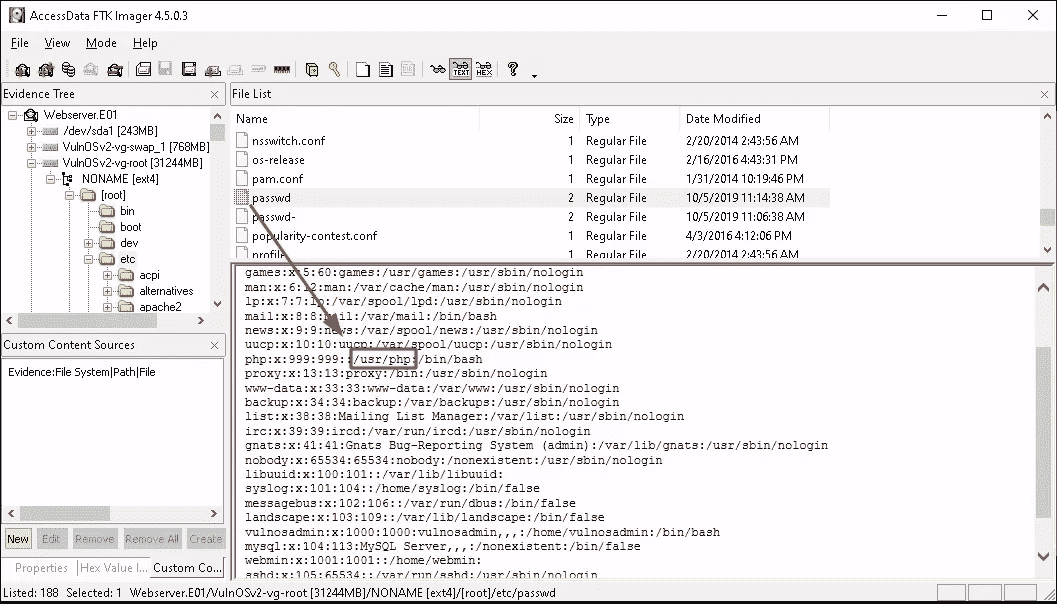 AccessData FTK Imager 4.5.0.3
File View Mode Help
Evidence Tree
Webserver.E01
/dev/sda1 [243MB]
VulnOSv2-vg-swap_1 [768MB]
VulnOSv2-vg-root [31244MB]
NONAME [ext4]
[root]
bin
boot
dev
etc
acpi
alternatives
apache2
Custom Content Sources
Evidence:File System|Path|File
New Edit Remove Remove All Create
Properties Hex Value I... Custom Co...
File List
Name Size Type Date Modified
nsswitch.conf 1 Regular File 2/20/2014 2:43:56 AM
os-release 1 Regular File 2/16/2016 4:43:31 PM
pam.conf 1 Regular File 1/31/2014 10:19:46 PM
passwd 2 Regular File 10/5/2019 11:14:38 AM
passwd- 2 Regular File 10/5/2019 11:06:38 AM
popularity-contest.conf 1 Regular File 4/3/2016 4:12:06 PM
profile 1 Regular File 2/20/2014 2:43:56 AM
games:x:5:60:games:/usr/games:/usr/sbin/nologin
man:x:6:12:man:/var/cache/man:/usr/sbin/nologin
lp:x:7:7:lp:/var/spool/lpd:/usr/sbin/nologin
mail:x:8:8:mail:/var/mail:/bin/bash
news:x:9:9:news:/var/spool/news:/usr/sbin/nologin
uucp:x:10:10:uucp:/var/spool/uucp:/usr/sbin/nologin
php:x:999:999::/usr/php:/bin/bash
proxy:x:13:13:proxy:/bin:/usr/sbin/nologin
www-data:x:33:33:www-data:/var/www:/usr/sbin/nologin
backup:x:34:34:backup:/var/backups:/usr/sbin/nologin
list:x:38:38:Mailing List Manager:/var/list:/usr/sbin/nologin
irc:x:39:39:ircd:/var/run/ircd:/usr/sbin/nologin
gnats:x:41:41:Gnats Bug-Reporting System (admin):/var/lib/gnats:/usr/sbin/nologin
nobody:x:65534:65534:nobody:/nonexistent:/usr/sbin/nologin
libuuid:x:100:101::/var/lib/libuuid:
syslog:x:101:104::/home/syslog:/bin/false
messagebus:x:102:106::/var/run/dbus:/bin/false
landscape:x:103:109::/var/lib/landscape:/bin/false
vulnosadmin:x:1000:1000:vulnosadmin,,,:/home/vulnosadmin:/bin/bash
mysql:x:104:113:MySQL Server,,,:/nonexistent:/bin/false
webmin:x:1001:1001::/home/webmin:
sshd:x:105:65534::/var/run/sshd:/usr/sbin/nologin
Listed: 188 Selected: 1 Webserver.E01/VulnOSv2-vg-root [31244MB]/NONAME [ext4]/[root]/etc/passwd